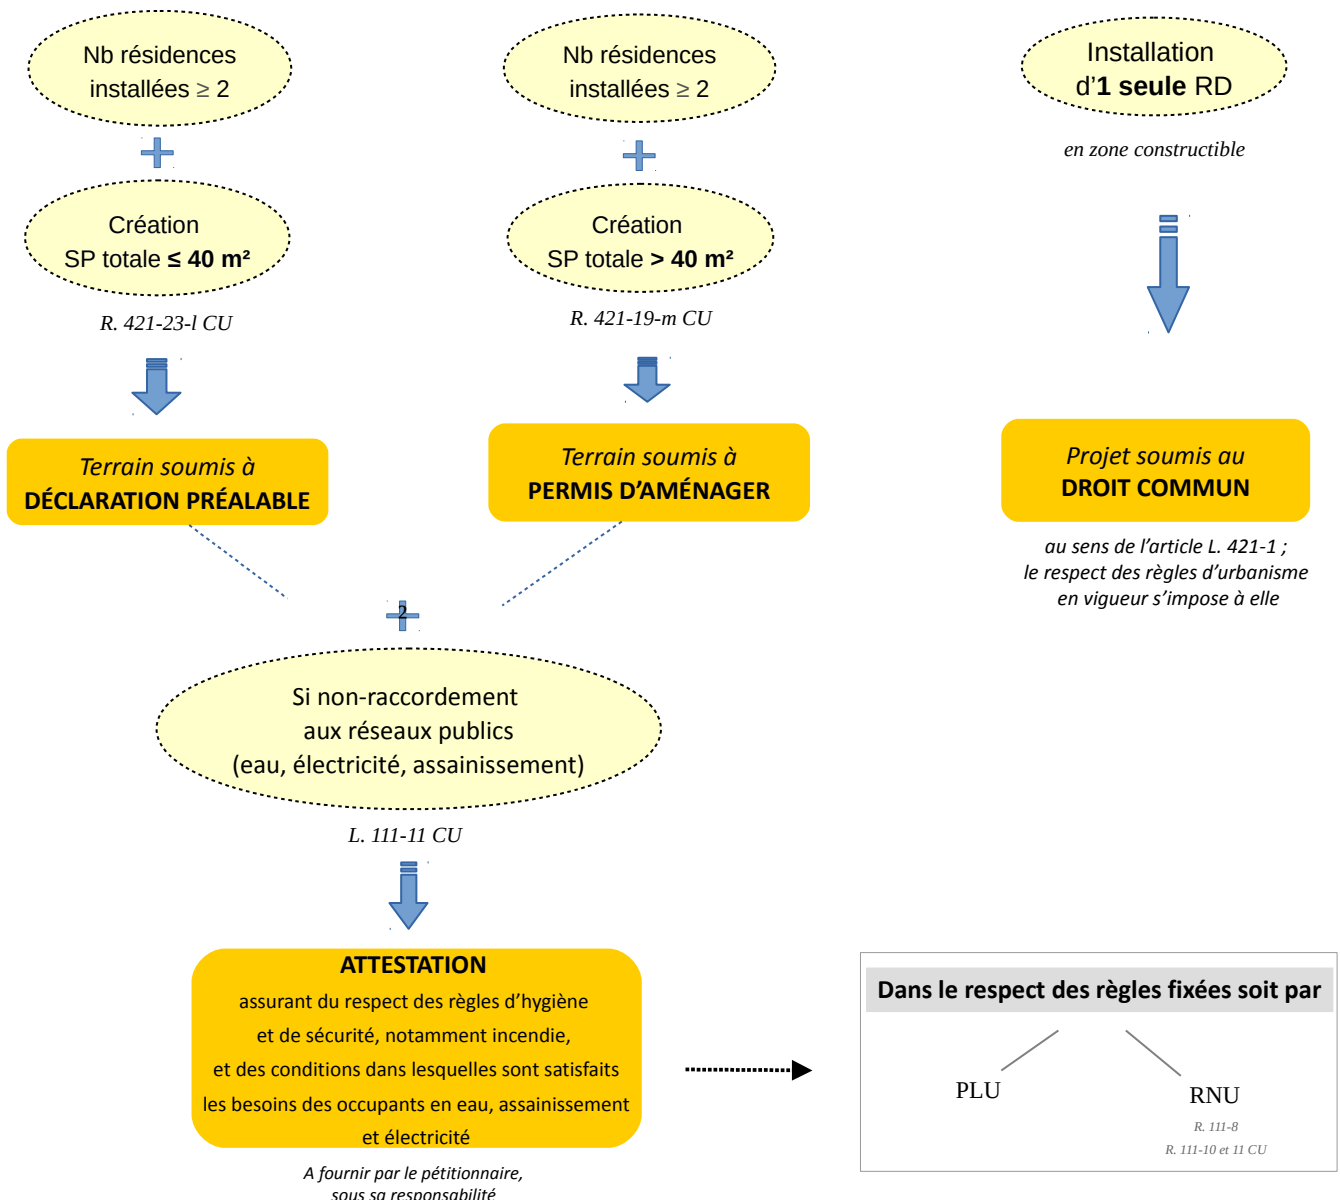 Nb résidences
installées ≥ 2
Création
SP totale ≤ 40 m²
R. 421-23-l CU
Terrain soumis à
DÉCLARATION PRÉALABLE
Nb résidences
installées ≥ 2
Création
SP totale > 40 m²
R. 421-19-m CU
Terrain soumis à
PERMIS D'AMÉNAGER
Installation
d'1 seule RD
en zone constructible
Projet soumis au
DROIT COMMUN
au sens de l'article L. 421-1 ;
le respect des règles d'urbanisme
en vigueur s'impose à elle
2
Si non-raccordement
aux réseaux publics
(eau, électricité, assainissement)
L. 111-11 CU
ATTESTATION
assurant du respect des règles d'hygiène
et de sécurité, notamment incendie,
et des conditions dans lesquelles sont satisfaits
les besoins des occupants en eau, assainissement
et électricité
A fournir par le pétitionnaire,
sous sa responsabilité
Dans le respect des règles fixées soit par
PLU
RNU
R. 111-8
R. 111-10 et 11 CU